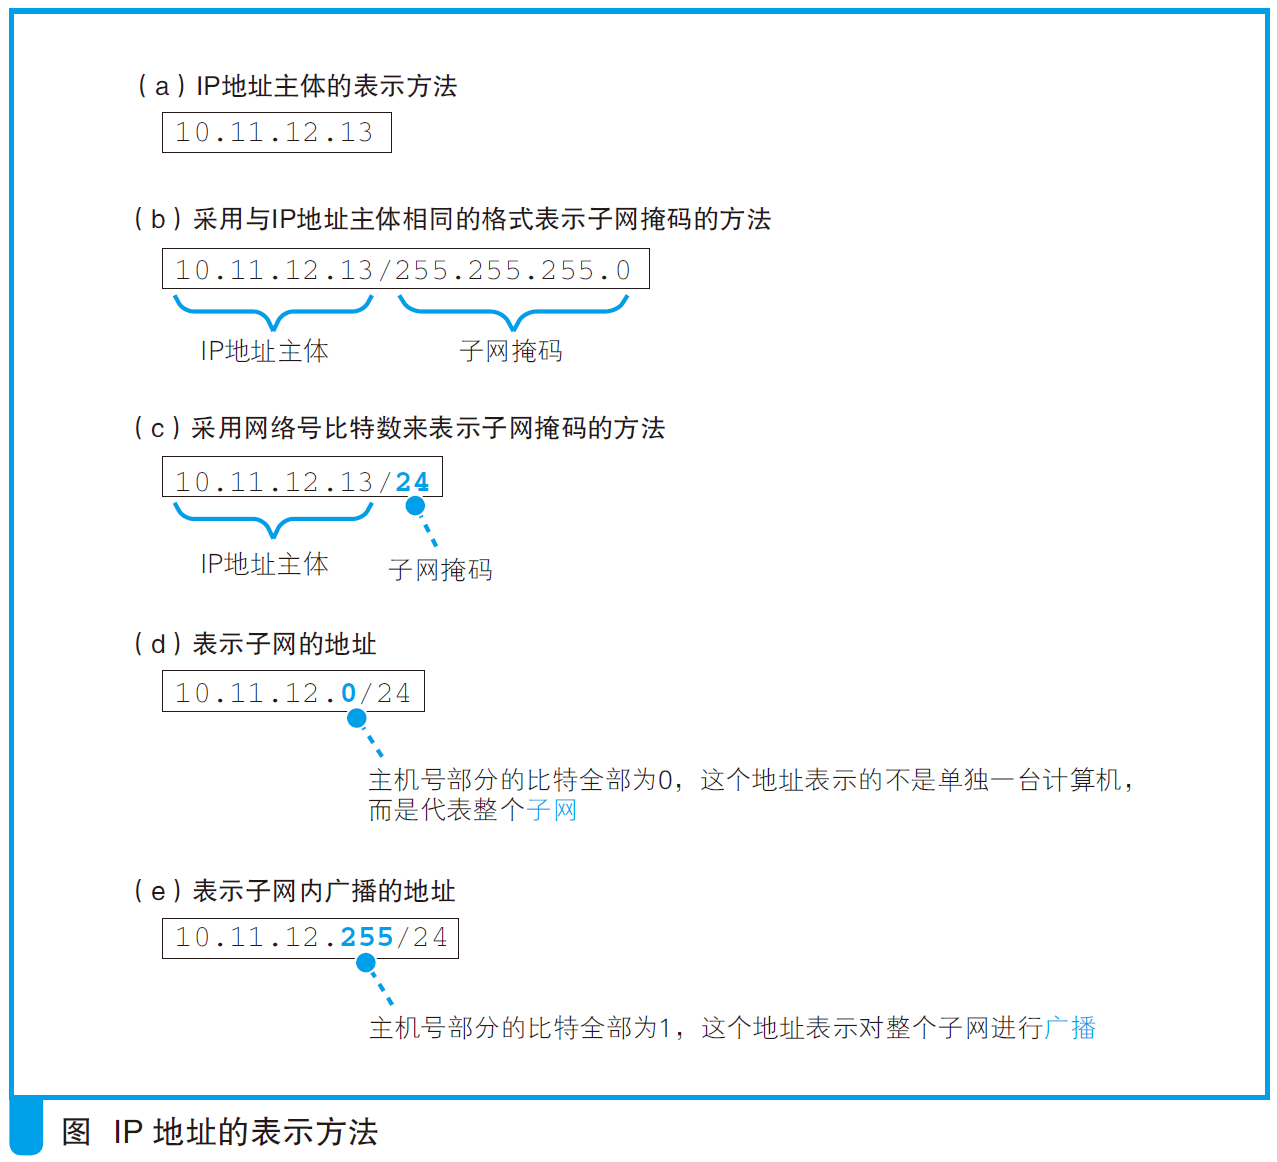 （a）IP地址主体的表示方法
10.11.12.13
（b）采用与IP地址主体相同的格式表示子网掩码的方法
10.11.12.13/255.255.255.0
IP地址主体 子网掩码
（c）采用网络号比特数来表示子网掩码的方法
10.11.12.13/24
IP地址主体 子网掩码
（d）表示子网的地址
10.11.12.0/24
主机号部分的比特全部为0，这个地址表示的不是单独一台计算机，
而是代表整个子网
（e）表示子网内广播的地址
10.11.12.255/24
主机号部分的比特全部为1，这个地址表示对整个子网进行广播
图 IP 地址的表示方法